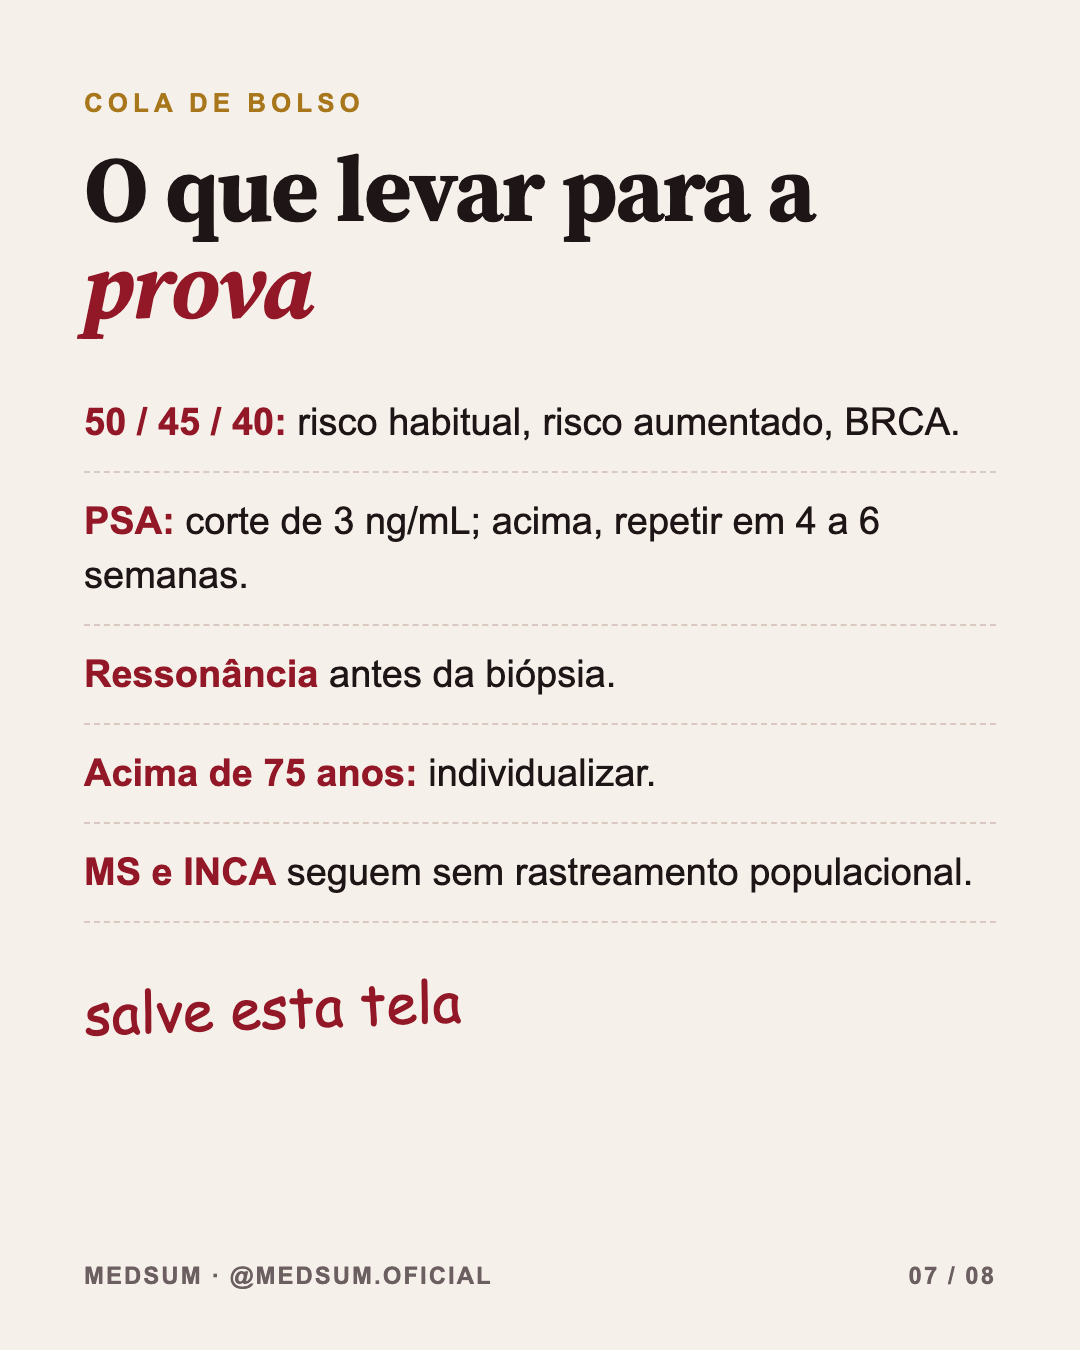 COLA DE BOLSO
O que levar para a
prova
50 / 45 / 40: risco habitual, risco aumentado, BRCA.
PSA: corte de 3 ng/mL; acima, repetir em 4 a 6
semanas.
Ressonância antes da biópsia.
Acima de 75 anos: individualizar.
MS e INCA seguem sem rastreamento populacional.
salve esta tela
MEDSUM · @MEDSUM.OFICIAL
07 / 08